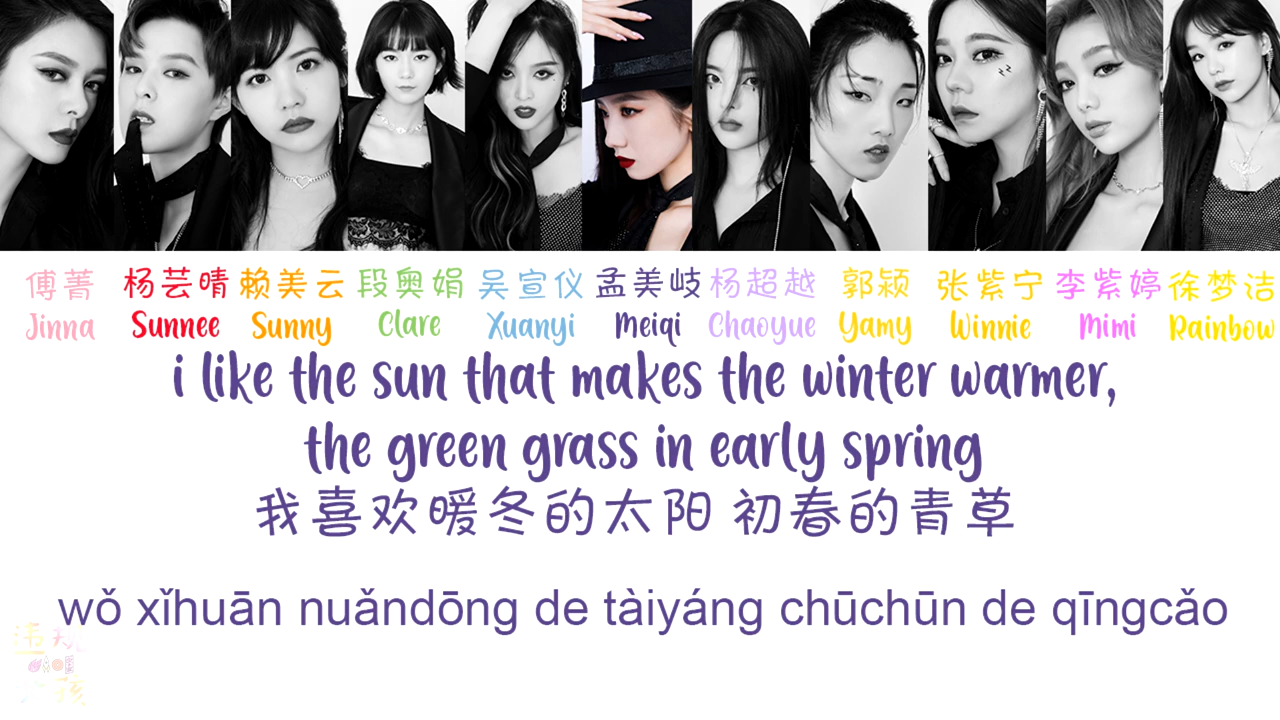 傅菁 杨芸晴 赖美云 段奥娟 吴宣仪 孟美岐 杨超越 郭颖 张紫宁 李紫婷 徐梦洁
Jinna Sunnee Sunny Clare Xuanyi Meiqi Chaoyue Yamy Winnie Mimi Rainbow
i like the sun that makes the winter warmer,
the green grass in early spring
我喜欢暖冬的太阳 初春的青草
wǒ xǐhuān nuǎndōng de tàiyáng chūchūn de qīngcǎo
违规
孩